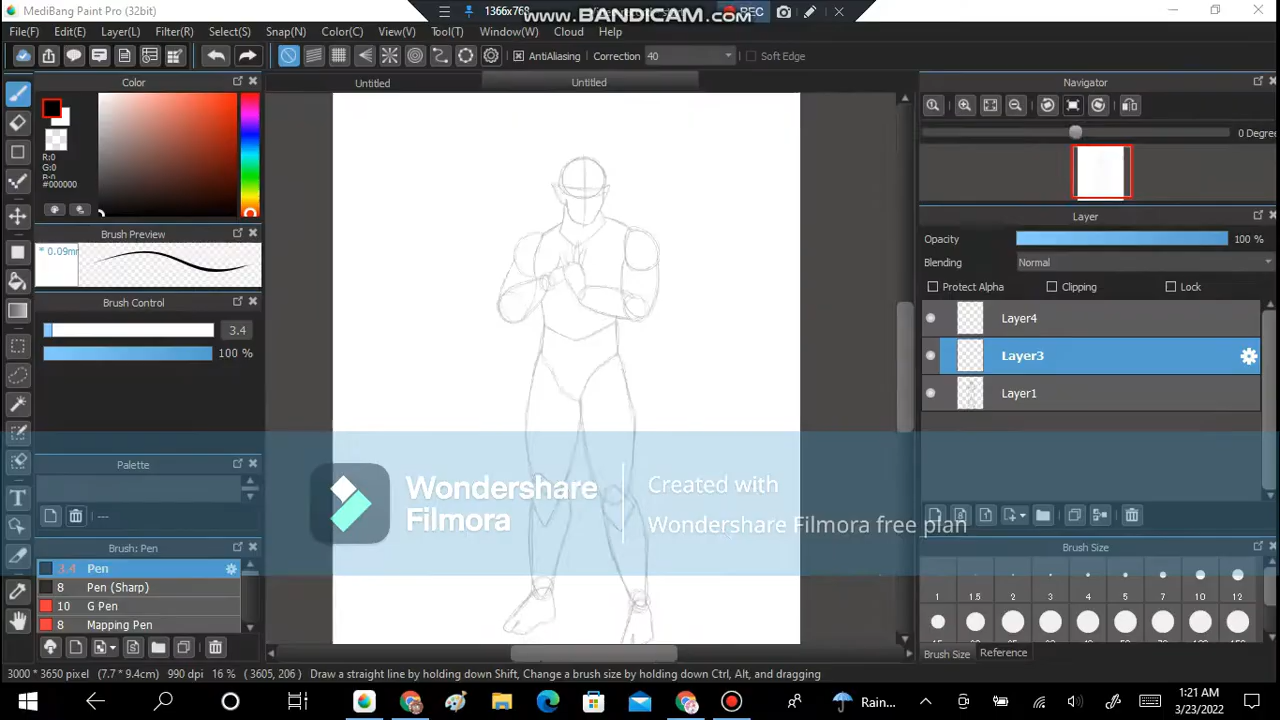 MediBang Paint Pro (32bit)
1366x768
www.BANDICAM.com
REC
File(F) Edit(E) Layer(L) Filter(R) Select(S) Snap(N) Color(C) View(V) Tool(T) Window(W) Cloud Help
AntiAliasing Correction 40 Soft Edge
Untitled Untitled
Color
R:0
G:0
B:0
#000000
Brush Preview
* 0.09mm
Brush Control
3.4
100 %
Palette
---
Brush: Pen
3.4 Pen
8 Pen (Sharp)
10 G Pen
8 Mapping Pen
Wondershare
Filmora
Created with
Wondershare Filmora free plan
Navigator
0 Degree
Layer
Opacity 100 %
Blending Normal
Protect Alpha Clipping Lock
Layer4
Layer3
Layer1
Brush Size
1 1.5 2 3 4 5 7 10 12
Brush Size Reference
3000 * 3650 pixel (7.7 * 9.4cm) 990 dpi 16 % (3605, 206) Draw a straight line by holding down Shift, Change a brush size by holding down Ctrl, Alt, and dragging
Rain...
1:21 AM
3/23/2022